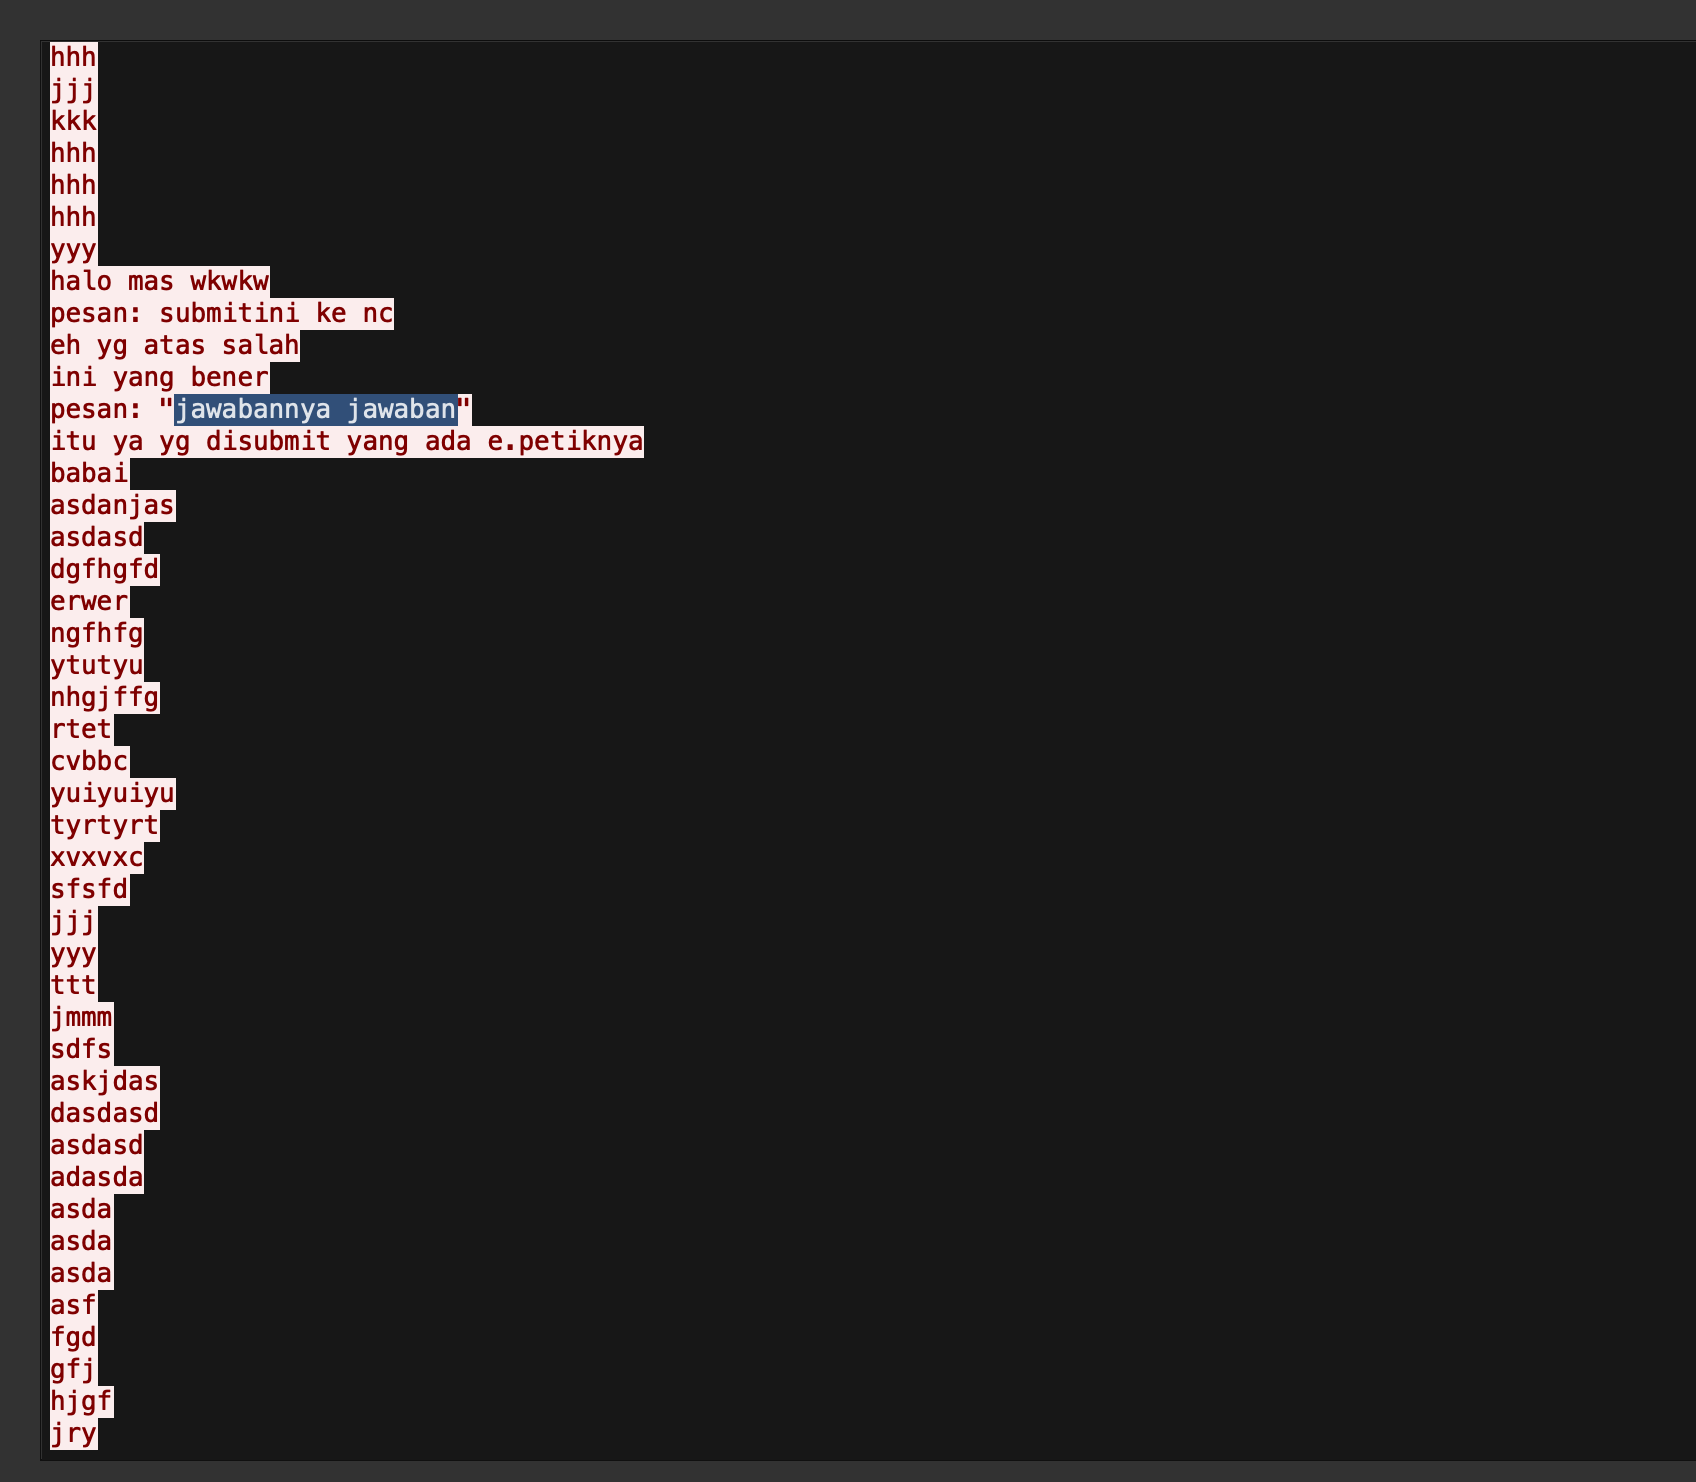 hhh
jjj
kkk
hhh
hhh
hhh
yyy
halo mas wkwkw
pesan: submitini ke nc
eh yg atas salah
ini yang bener
pesan: "jawabannya jawaban"
itu ya yg disubmit yang ada e.petiknya
babai
asdanjas
asdasd
dgfhgfd
erwer
ngfhfg
ytutyu
nhgjffg
rtet
cvbbc
yuiyuiyu
tyrtyrt
xvxvxc
sfsfd
jjj
yyy
ttt
jmmm
sdfs
askjdas
dasdasd
asdasd
adasda
asda
asda
asda
asf
fgd
gfj
hjgf
jry